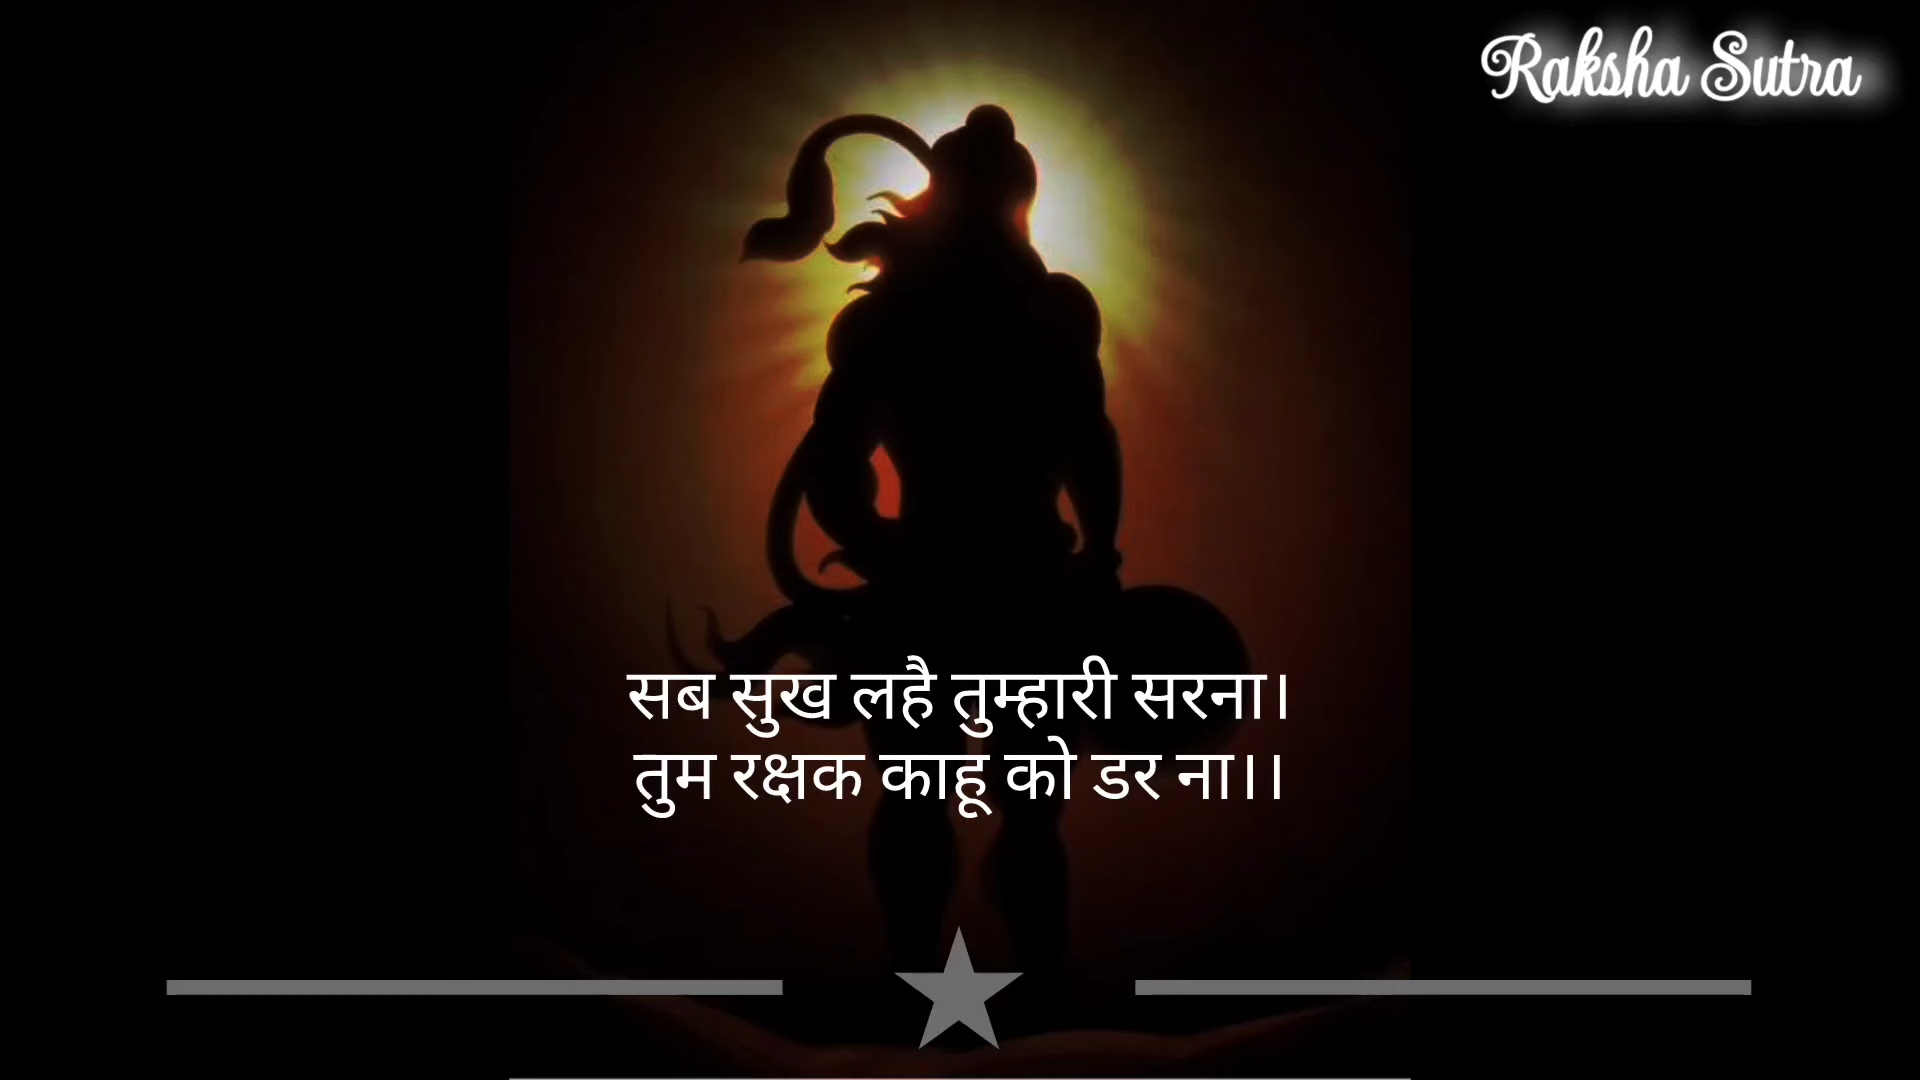 Raksha Sutra
सब सुख लहै तुम्हारी सरना।
तुम रक्षक काहू को डर ना।।